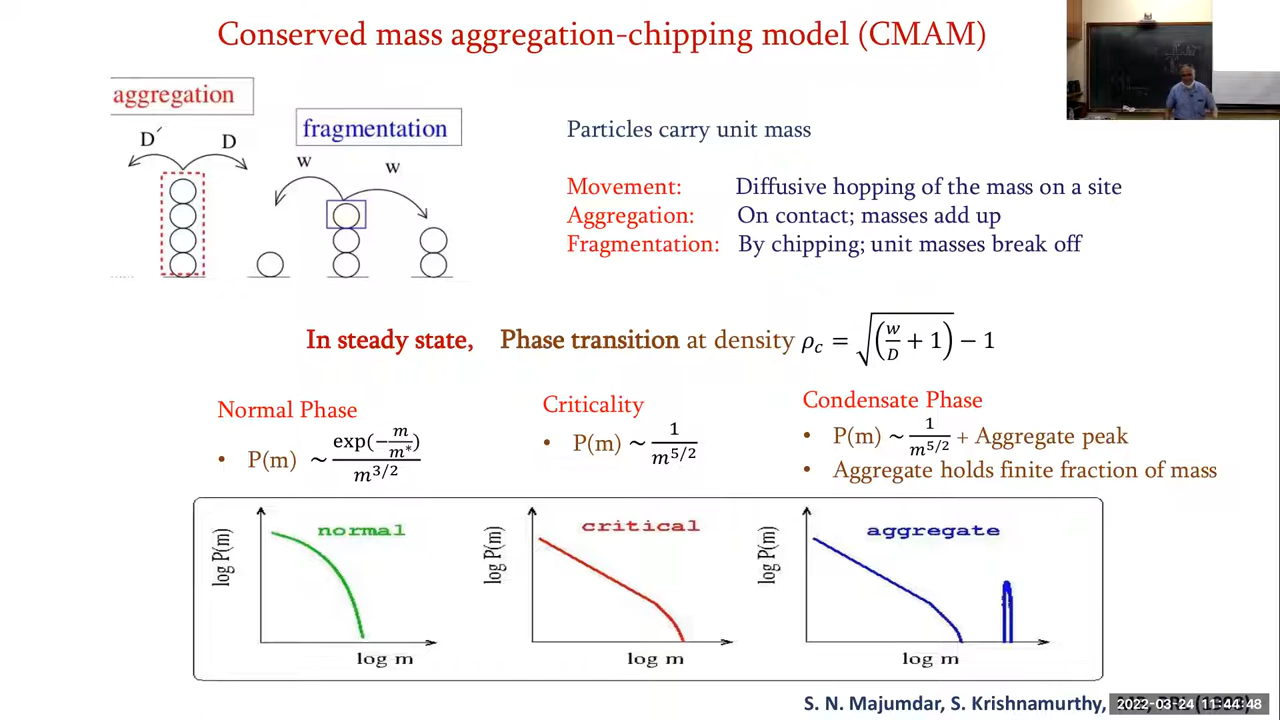 Conserved mass aggregation-chipping model (CMAM)
aggregation
D′ D
fragmentation
w w
Particles carry unit mass
Movement: Diffusive hopping of the mass on a site
Aggregation: On contact; masses add up
Fragmentation: By chipping; unit masses break off
In steady state, Phase transition at density ρ_c = √((w/D + 1)) − 1
Normal Phase
• P(m) ~ exp(−m/m*)/m^{3/2}
Criticality
• P(m) ~ 1/m^{5/2}
Condensate Phase
• P(m) ~ 1/m^{5/2} + Aggregate peak
• Aggregate holds finite fraction of mass
log P(m)
normal
log m
log P(m)
critical
log m
log P(m)
aggregate
log m
S. N. Majumdar, S. Krishnamurthy,
2022-03-24 11:44:48